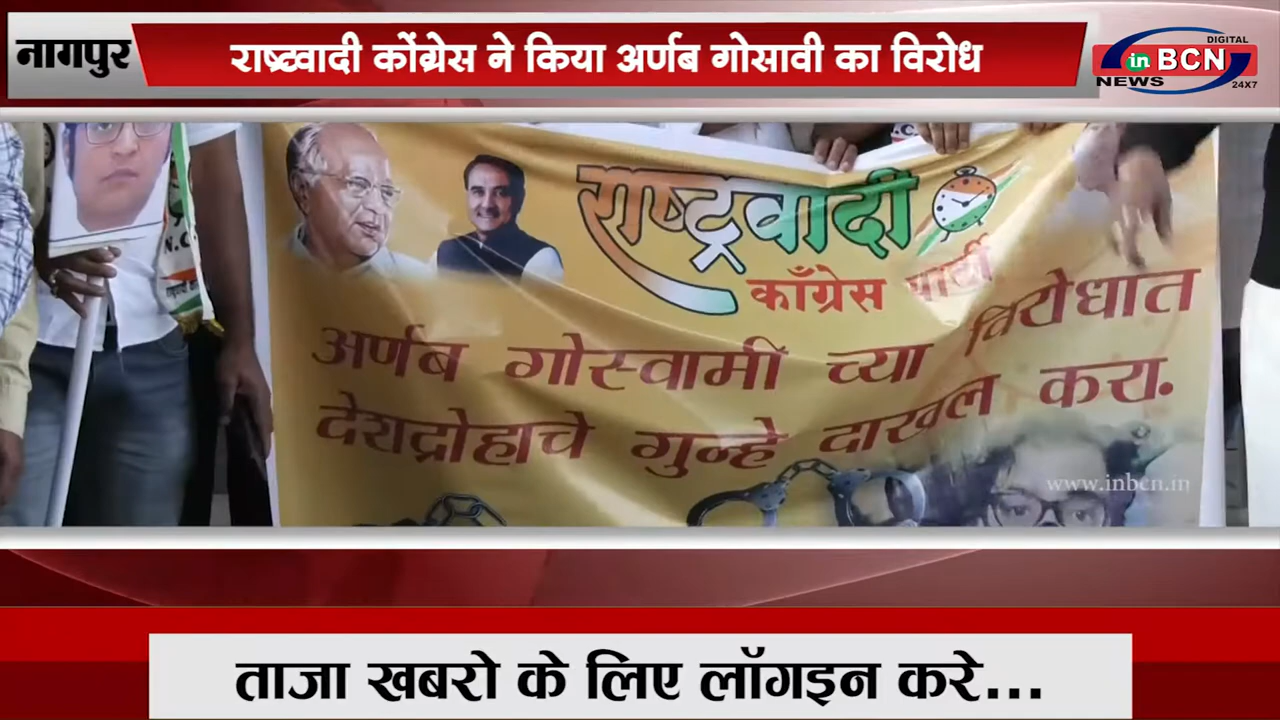 नागपुर
राष्ट्रवादी कोंग्रेस ने किया अर्णब गोसावी का विरोध
DIGITAL
in BCN
NEWS 24X7
राष्ट्रवादी
काँग्रेस पार्टी
अर्णब गोस्वामी च्या विरोधात
देशद्रोहाचे गुन्हे दाखल करा.
N.C
www.inbcn.in
ताजा खबरो के लिए लॉगइन करे...